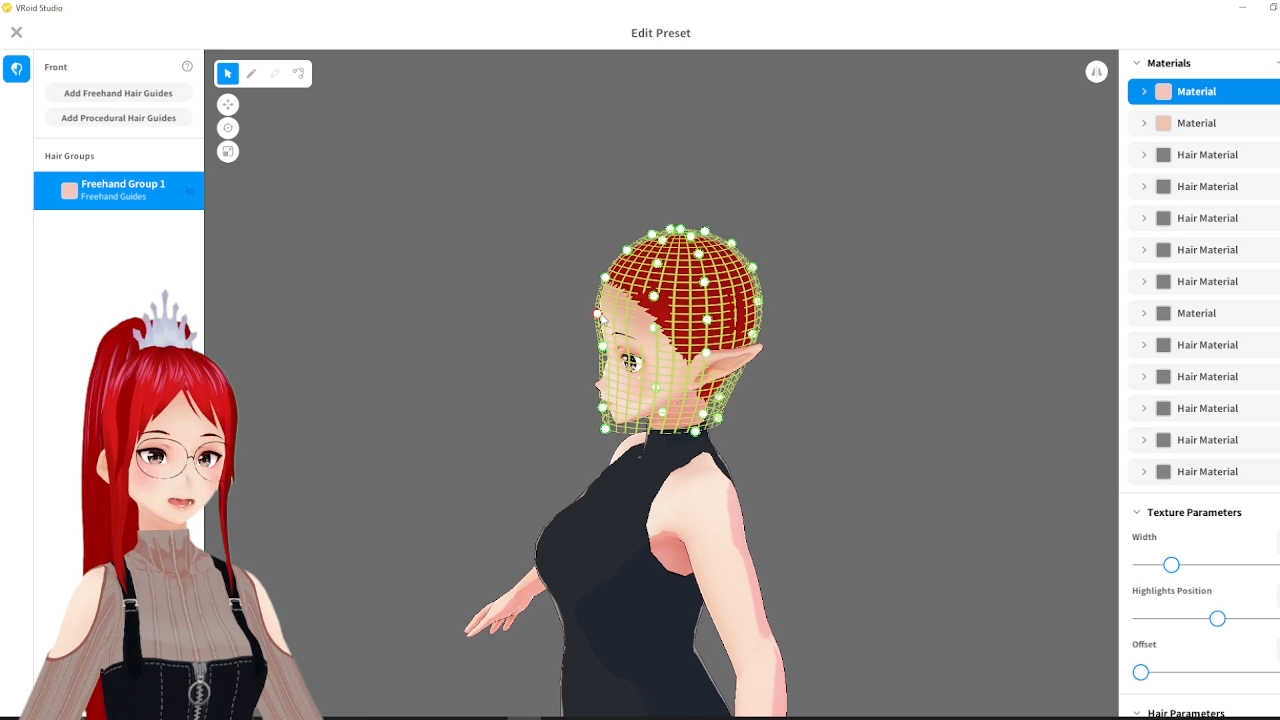 VRoid Studio
Edit Preset
Front
Add Freehand Hair Guides
Add Procedural Hair Guides
Hair Groups
Freehand Group 1
Freehand Guides
Materials
Material
Material
Hair Material
Hair Material
Hair Material
Hair Material
Hair Material
Material
Hair Material
Hair Material
Hair Material
Hair Material
Hair Material
Texture Parameters
Width
Highlights Position
Offset
Hair Parameters